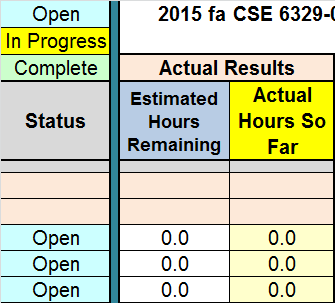 Open 2015 fa CSE 6329-0
In Progress
Complete Actual Results
Status Estimated Hours Remaining Actual Hours So Far
Open 0.0 0.0
Open 0.0 0.0
Open 0.0 0.0